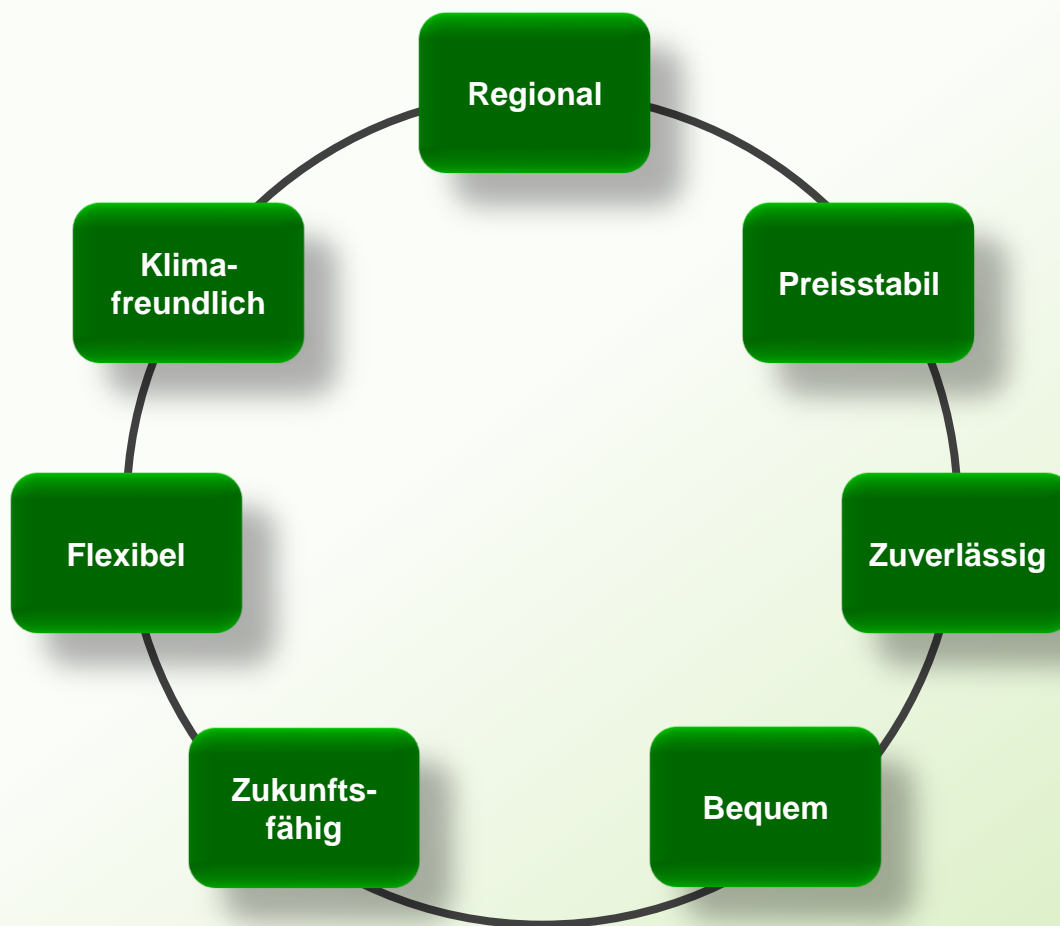 Regional
Klima-
freundlich
Preisstabil
Flexibel
Zuverlässig
Zukunfts-
fähig
Bequem